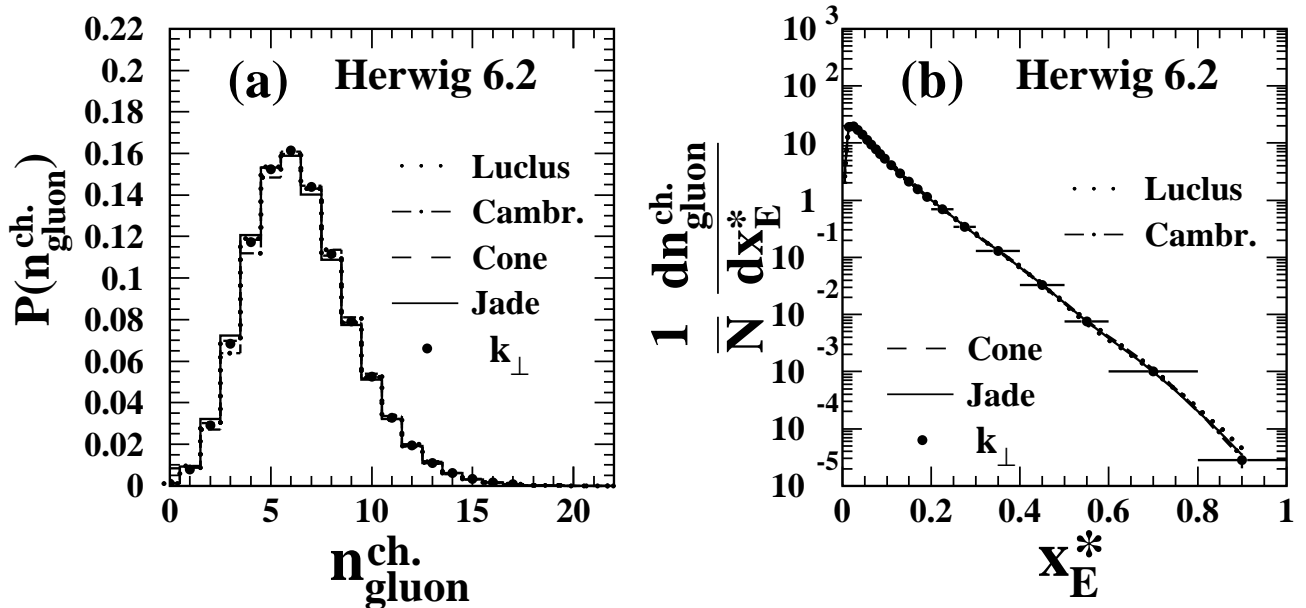 (a) Herwig 6.2
P(n^ch._gluon)
0.22
0.2
0.18
0.16
0.14
0.12
0.1
0.08
0.06
0.04
0.02
0
Luclus
Cambr.
Cone
Jade
k⊥
0 5 10 15 20
n^ch._gluon
(b) Herwig 6.2
1/N dn^ch._gluon/dx*_E
10^3
10^2
10
1
10^-1
10^-2
10^-3
10^-4
10^-5
Luclus
Cambr.
Cone
Jade
k⊥
0 0.2 0.4 0.6 0.8 1
x*_E